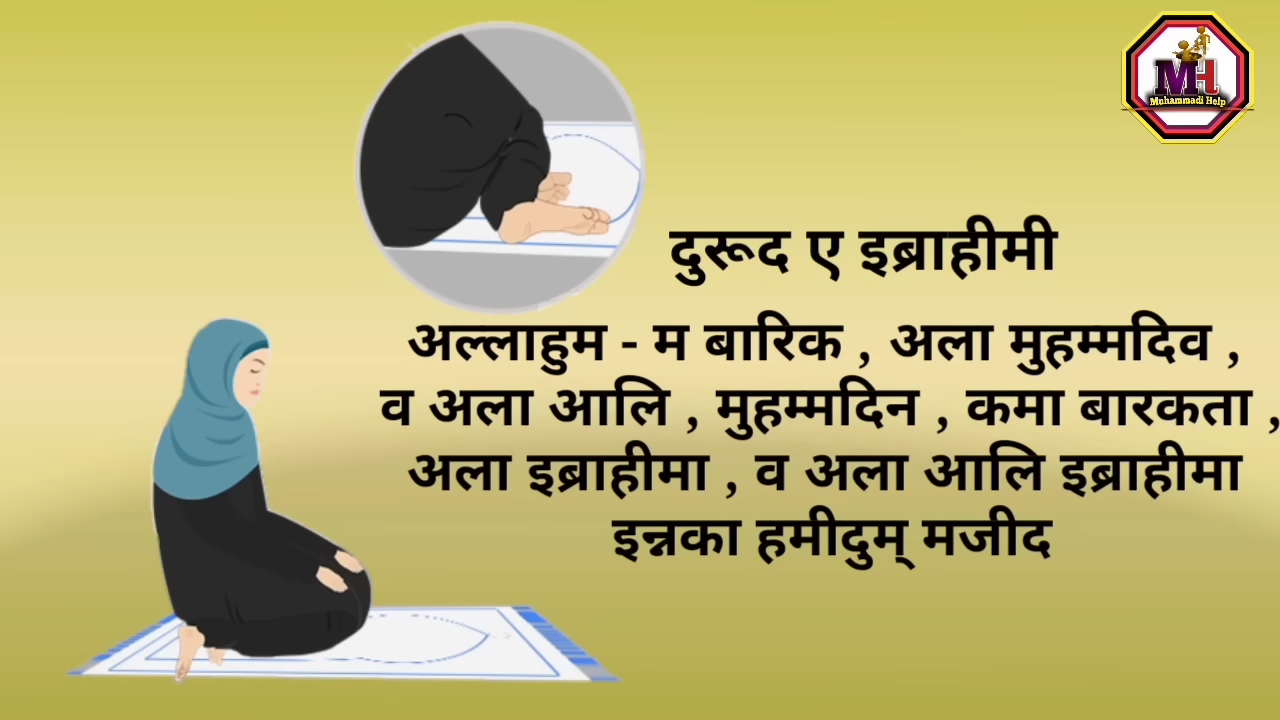 MH
Muhammadi Help
दुरूद ए इब्राहीमी
अल्लाहुम - म बारिक , अला मुहम्मदिव ,
व अला आलि , मुहम्मदिन , कमा बारकता ,
अला इब्राहीमा , व अला आलि इब्राहीमा
इन्नका हमीदुम् मजीद